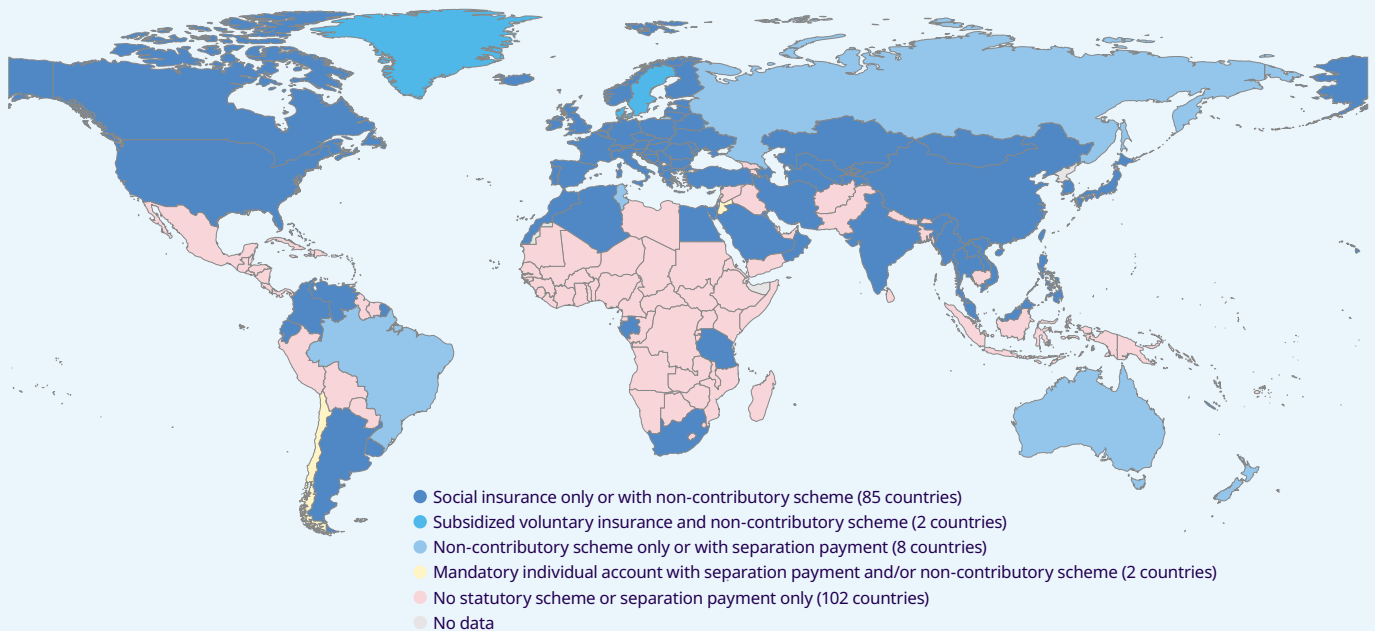 Social insurance only or with non-contributory scheme (85 countries)
Subsidized voluntary insurance and non-contributory scheme (2 countries)
Non-contributory scheme only or with separation payment (8 countries)
Mandatory individual account with separation payment and/or non-contributory scheme (2 countries)
No statutory scheme or separation payment only (102 countries)
No data